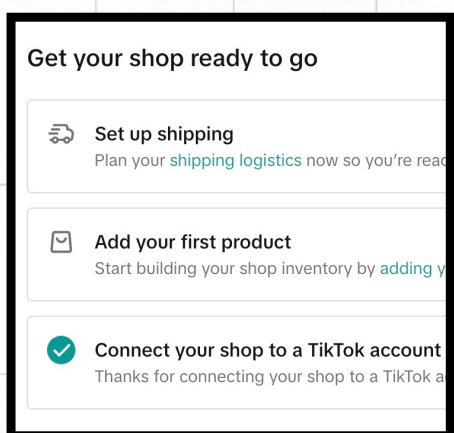 Get your shop ready to go
Set up shipping
Plan your shipping logistics now so you're
Add your first product
Start building your shop inventory by adding
Connect your shop to a TikTok account
Thanks for connecting your shop to a TikTok